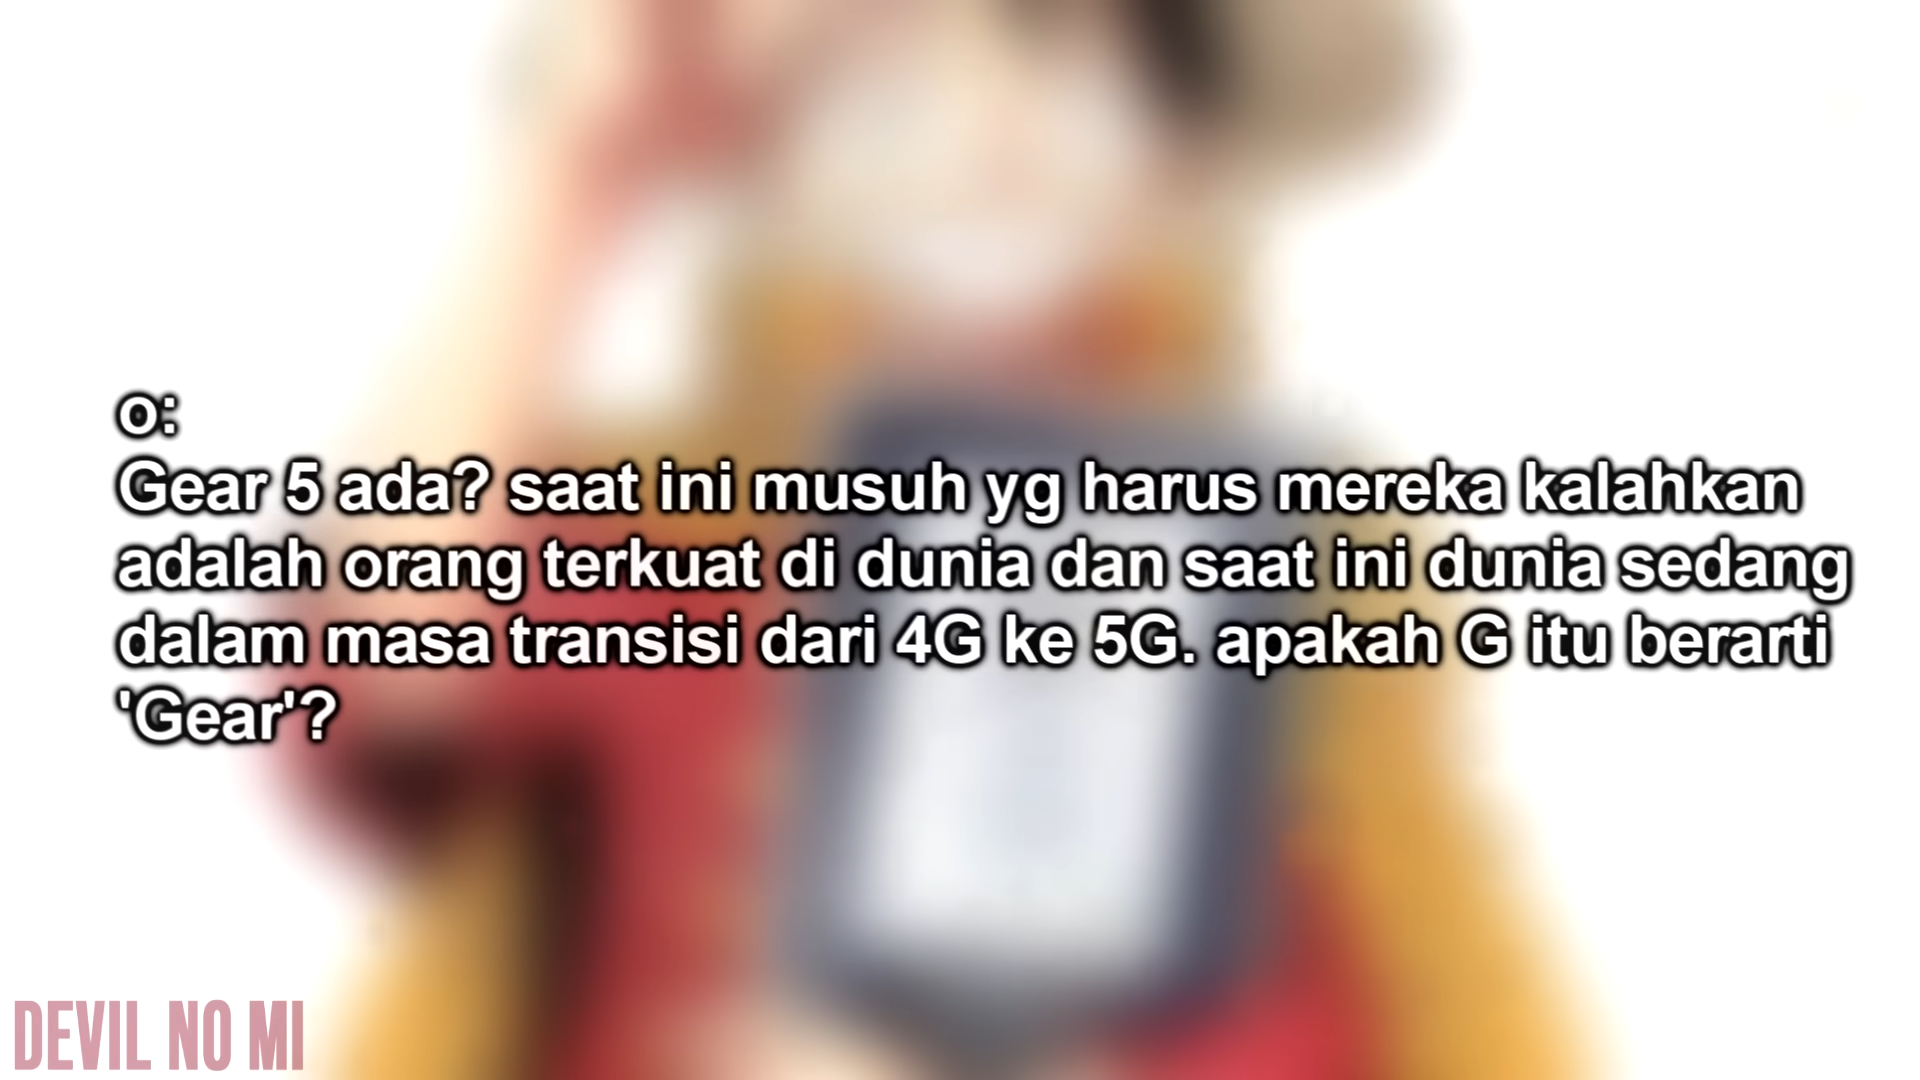 o:
Gear 5 ada? saat ini musuh yg harus mereka kalahkan
adalah orang terkuat di dunia dan saat ini dunia sedang
dalam masa transisi dari 4G ke 5G. apakah G itu berarti
'Gear'?
DEVIL NO MI